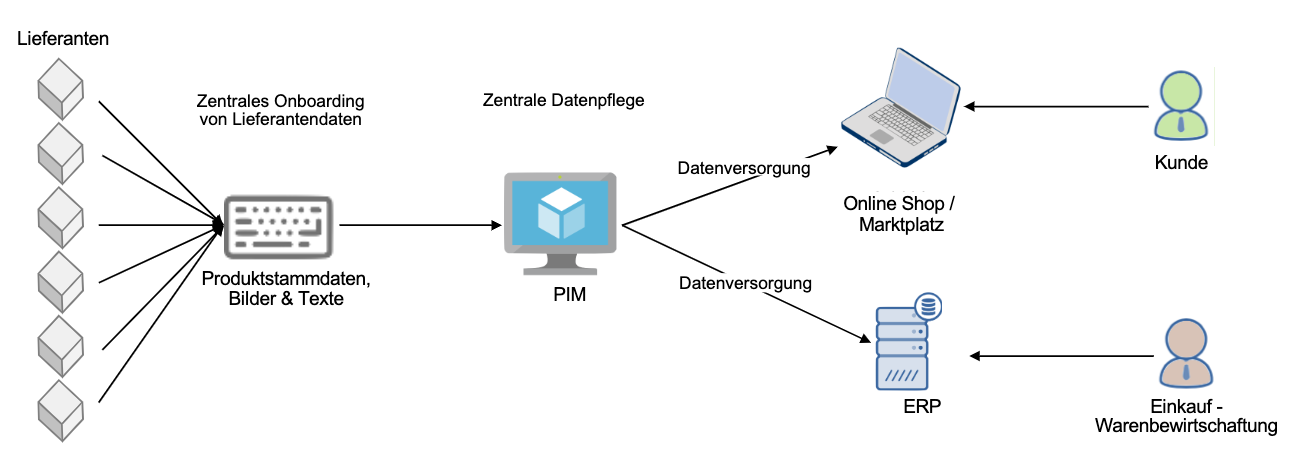 Lieferanten
Zentrales Onboarding
von Lieferantendaten
Produktstammdaten,
Bilder & Texte
Zentrale Datenpflege
PIM
Datenversorgung
Datenversorgung
Online Shop /
Marktplatz
Kunde
ERP
Einkauf -
Warenbewirtschaftung